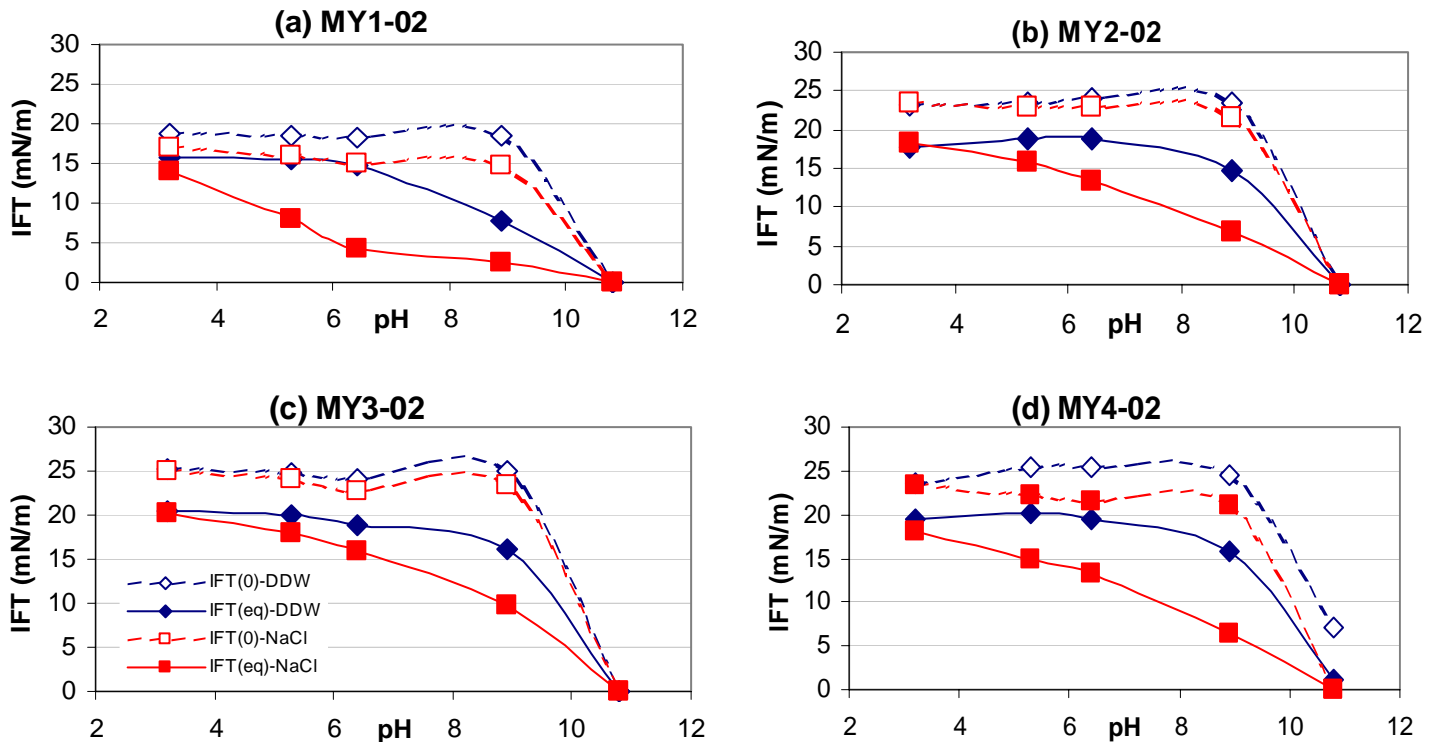 (a) MY1-02
30
25
20
15
10
5
0
IFT (mN/m)
2 4 6 pH 8 10 12
(b) MY2-02
30
25
20
15
10
5
0
IFT (mN/m)
2 4 6 pH 8 10 12
(c) MY3-02
30
25
20
15
10
5
0
IFT (mN/m)
IFT(0)-DDW
IFT(eq)-DDW
IFT(0)-NaCl
IFT(eq)-NaCl
2 4 6 pH 8 10 12
(d) MY4-02
30
25
20
15
10
5
0
IFT (mN/m)
2 4 6 pH 8 10 12